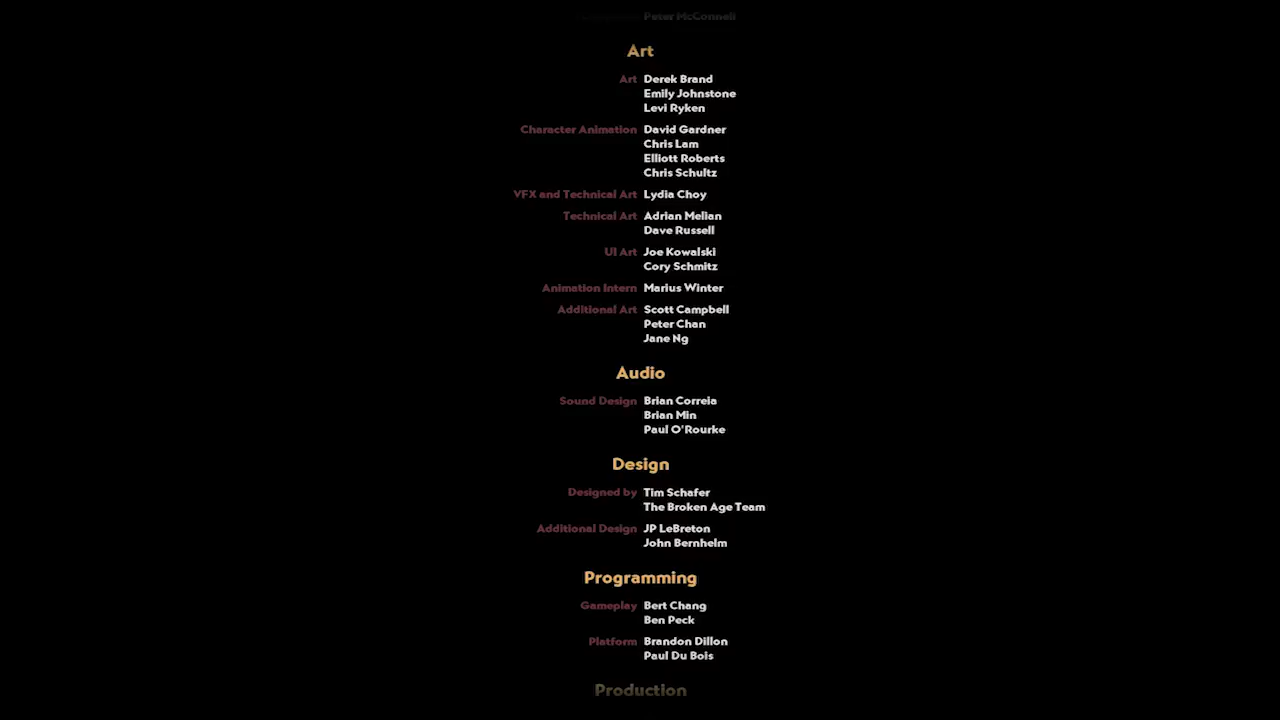 Peter McConnell
Art
Art Derek Brand
Emily Johnstone
Levi Ryken
Character Animation David Gardner
Chris Lam
Elliott Roberts
Chris Schultz
VFX and Technical Art Lydia Choy
Technical Art Adrian Melian
Dave Russell
UI Art Joe Kowalski
Cory Schmitz
Animation Intern Marius Winter
Additional Art Scott Campbell
Peter Chan
Jane Ng
Audio
Sound Design Brian Correia
Brian Min
Paul O'Rourke
Design
Designed by Tim Schafer
The Broken Age Team
Additional Design JP LeBreton
John Bernhelm
Programming
Gameplay Bert Chang
Ben Peck
Platform Brandon Dillon
Paul Du Bois
Production